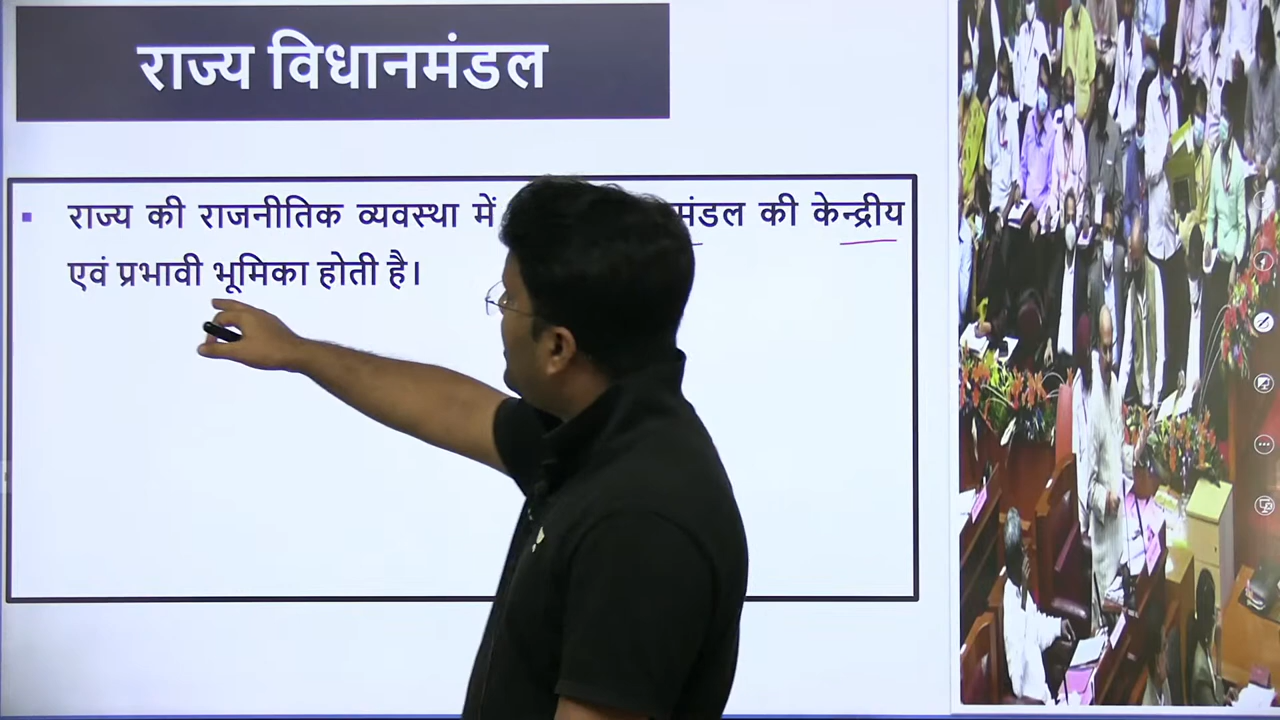 राज्य विधानमंडल
राज्य की राजनीतिक व्यवस्था में मंडल की केन्द्रीय
एवं प्रभावी भूमिका होती है।